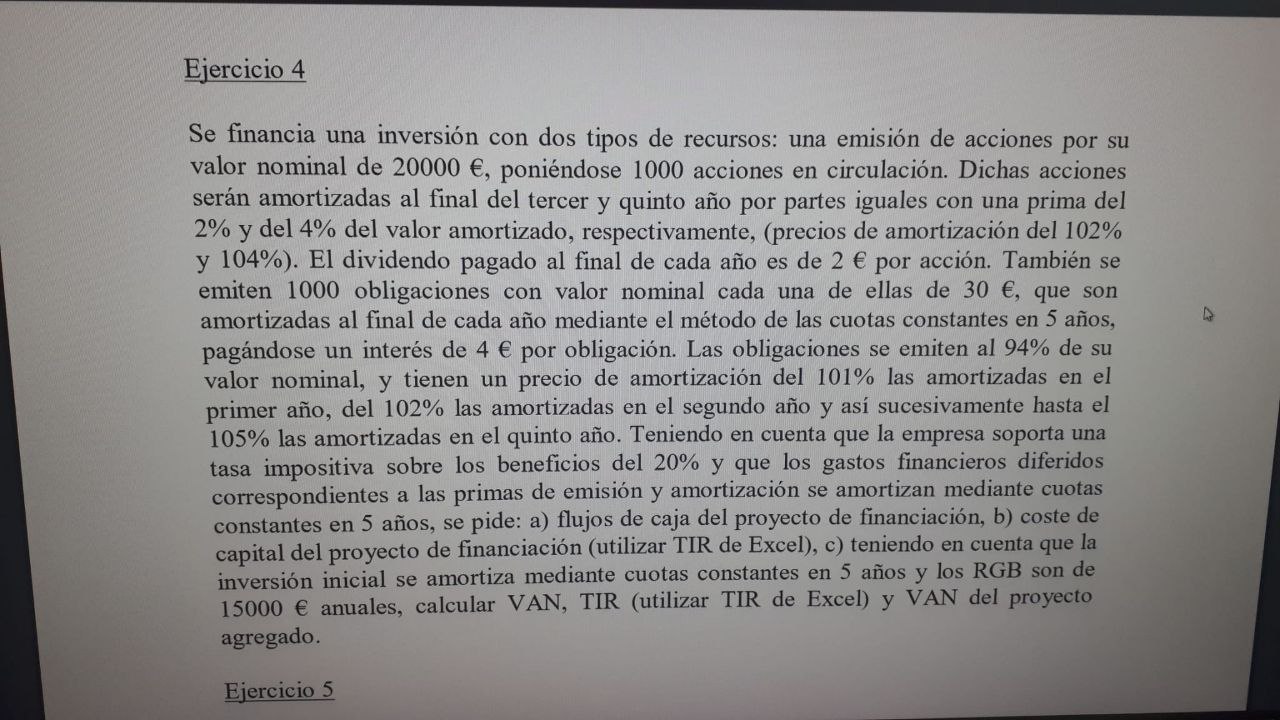 Ejercicio 4
Se financia una inversión con dos tipos de recursos: una emisión de acciones por su
valor nominal de 20000 €, poniéndose 1000 acciones en circulación. Dichas acciones
serán amortizadas al final del tercer y quinto año por partes iguales con una prima del
2% y del 4% del valor amortizado, respectivamente, (precios de amortización del 102%
y 104%). El dividendo pagado al final de cada año es de 2 € por acción. También se
emiten 1000 obligaciones con valor nominal cada una de ellas de 30 €, que son
amortizadas al final de cada año mediante el método de las cuotas constantes en 5 años,
pagándose un interés de 4 € por obligación. Las obligaciones se emiten al 94% de su
valor nominal, y tienen un precio de amortización del 101% las amortizadas en el
primer año, del 102% las amortizadas en el segundo año y así sucesivamente hasta el
105% las amortizadas en el quinto año. Teniendo en cuenta que la empresa soporta una
tasa impositiva sobre los beneficios del 20% y que los gastos financieros diferidos
correspondientes a las primas de emisión y amortización se amortizan mediante cuotas
constantes en 5 años, se pide: a) flujos de caja del proyecto de financiación, b) coste de
capital del proyecto de financiación (utilizar TIR de Excel), c) teniendo en cuenta que la
inversión inicial se amortiza mediante cuotas constantes en 5 años y los RGB son de
15000 € anuales, calcular VAN, TIR (utilizar TIR de Excel) y VAN del proyecto
agregado.
Ejercicio 5